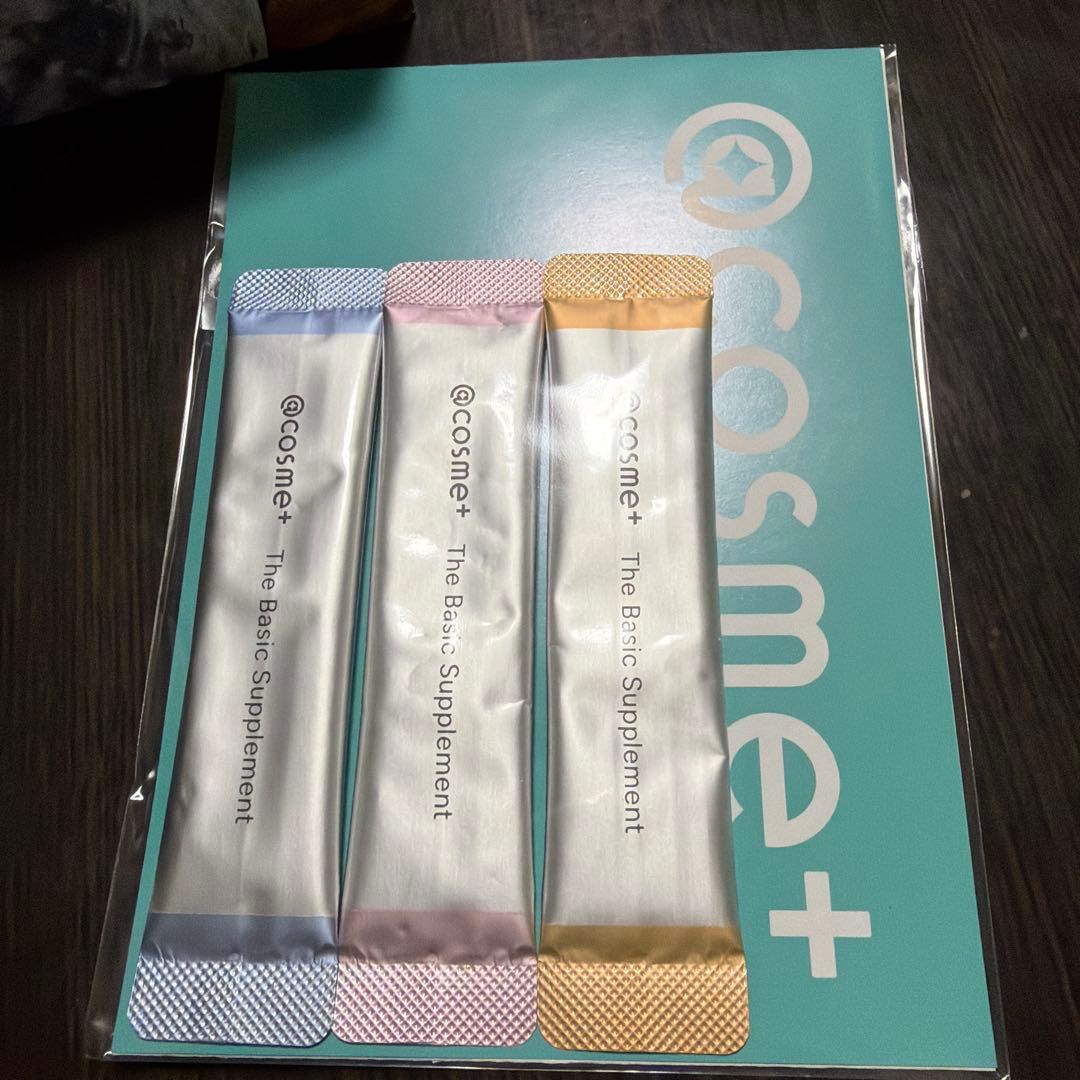 @cosme+
@cosme+ The Basic Supplement
@cosme+ The Basic Supplement
@cosme+ The Basic Supplement